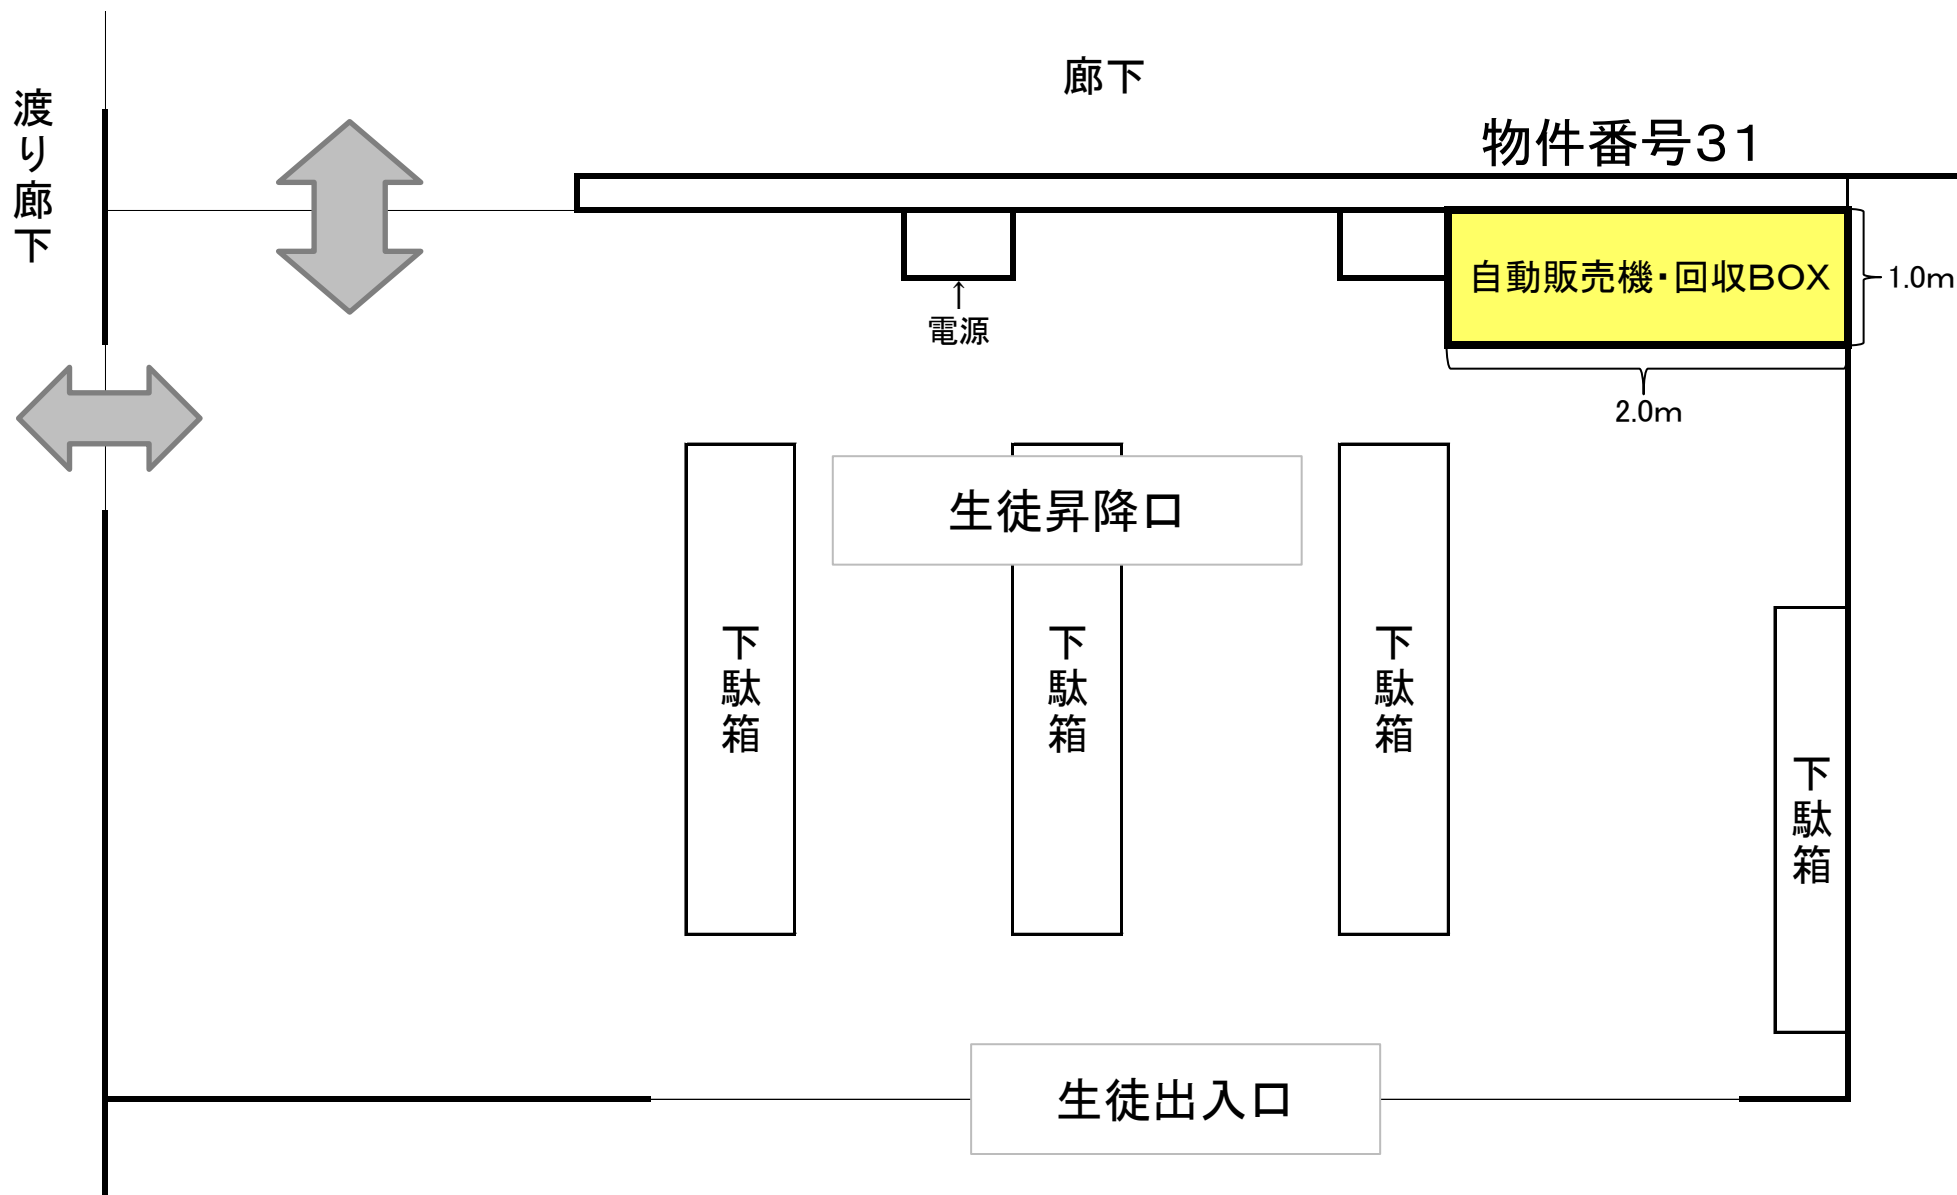 廊下
渡り廊下
物件番号31
自動販売機・回収BOX
1.0m
電源
2.0m
生徒昇降口
下駄箱
下駄箱
下駄箱
下駄箱
生徒出入口